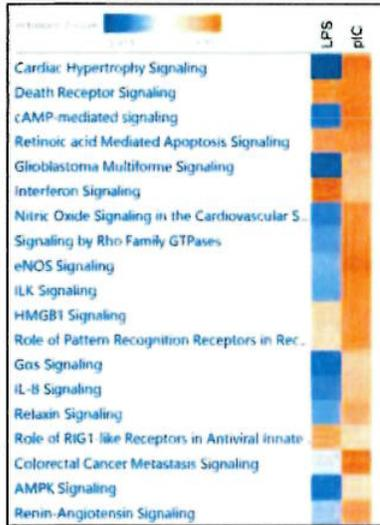 LPS
pIC
Cardiac Hypertrophy Signaling
Death Receptor Signaling
cAMP-mediated signaling
Retinoic acid Mediated Apoptosis Signaling
Glioblastoma Multiforme Signaling
Interferon Signaling
Nitric Oxide Signaling in the Cardiovascular S...
Signaling by Rho Family GTPases
eNOS Signaling
ILK Signaling
HMGB1 Signaling
Role of Pattern Recognition Receptors in Rec...
Gαs Signaling
IL-8 Signaling
Relaxin Signaling
Role of RIG1-like Receptors in Antiviral Innate ...
Colorectal Cancer Metastasis Signaling
AMPK Signaling
Renin-Angiotensin Signaling